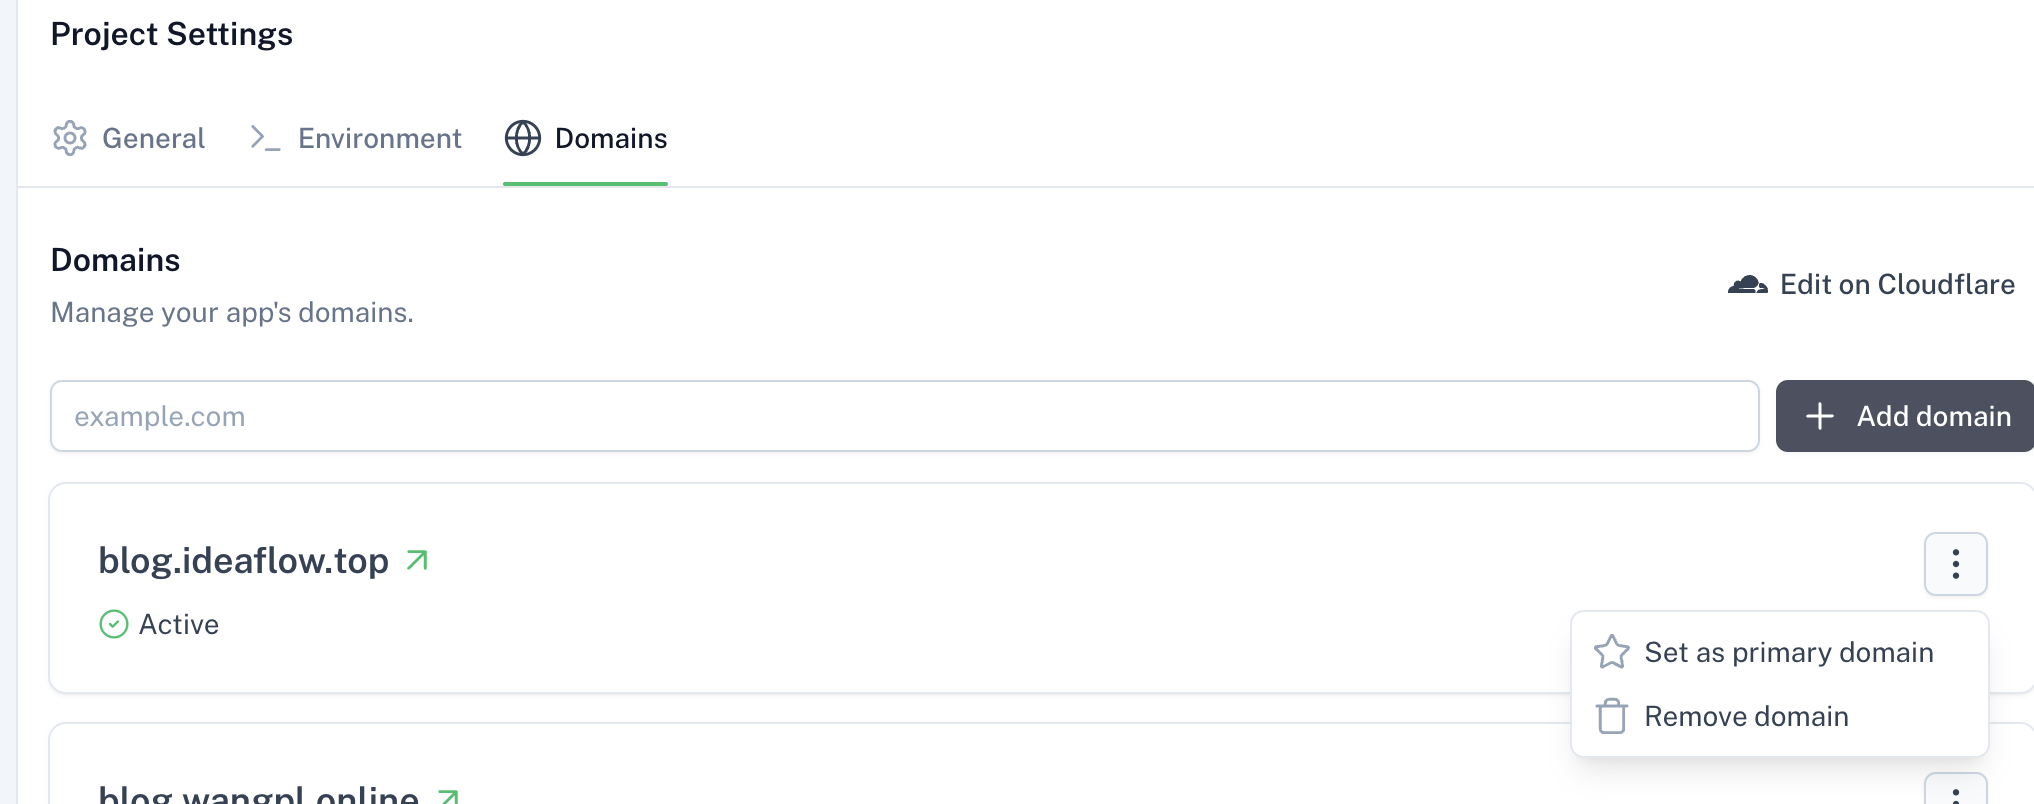 Project Settings
General
Environment
Domains
Domains
Manage your app's domains.
Edit on Cloudflare
example.com
Add domain
blog.ideaflow.top
Active
Set as primary domain
Remove domain
blog.wangpl.online